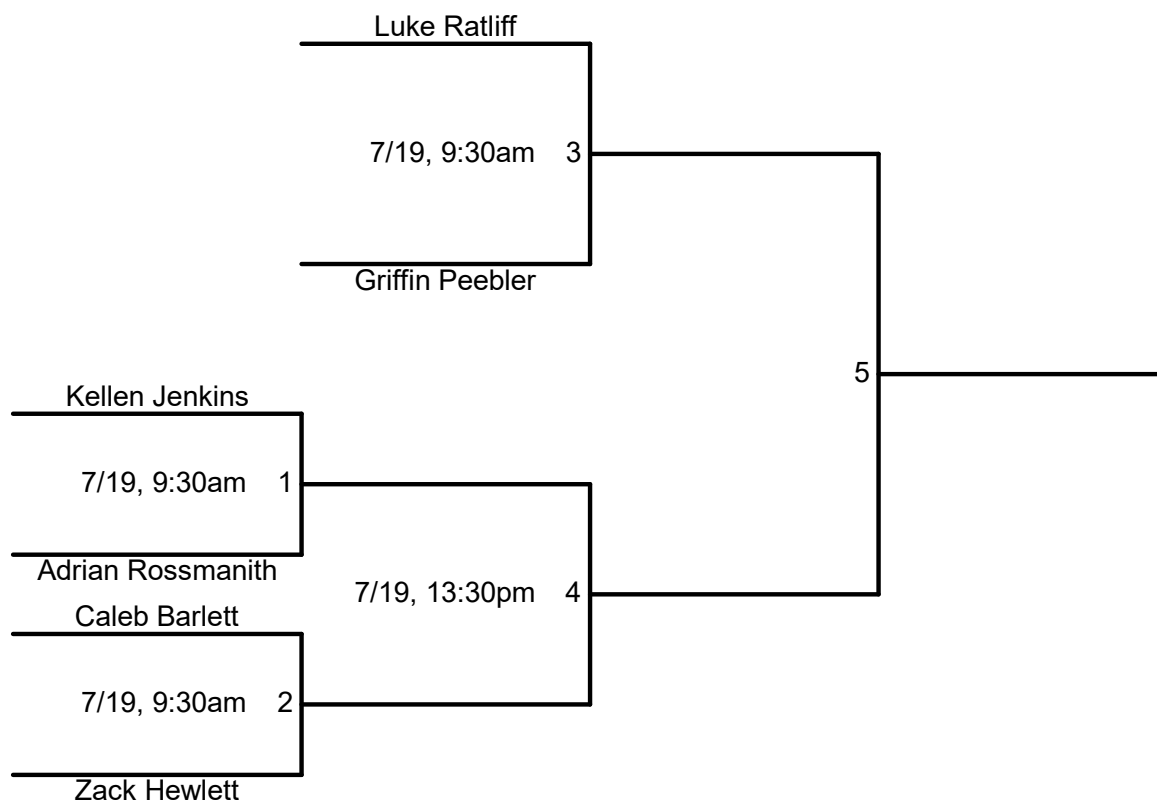 Luke Ratliff
7/19, 9:30am 3
Griffin Peebler
5
Kellen Jenkins
7/19, 9:30am 1
Adrian Rossmanith
7/19, 13:30pm 4
Caleb Barlett
7/19, 9:30am 2
Zack Hewlett